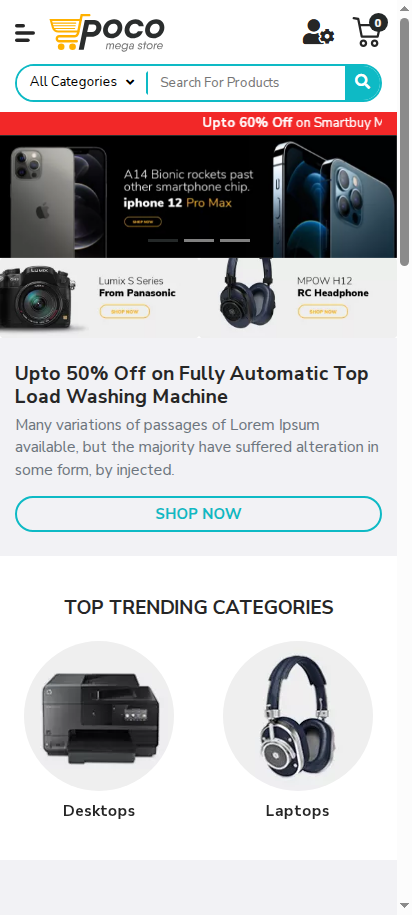 poco
mega store
0
All Categories
Search For Products
Upto 60% Off on Smartbuy M
A14 Bionic rockets past
other smartphone chip.
iphone 12 Pro Max
SHOP NOW
LUMIX
Lumix S Series
From Panasonic
SHOP NOW
MPOW H12
RC Headphone
SHOP NOW
Upto 50% Off on Fully Automatic Top
Load Washing Machine
Many variations of passages of Lorem Ipsum
available, but the majority have suffered alteration in
some form, by injected.
SHOP NOW
TOP TRENDING CATEGORIES
Desktops
Laptops